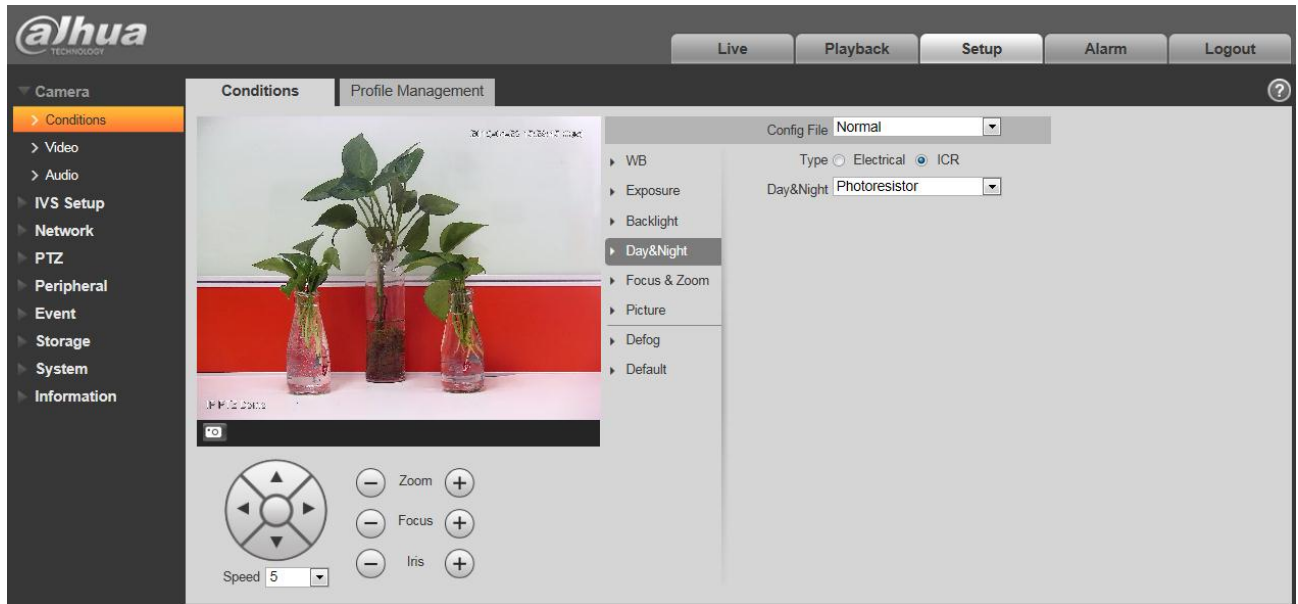 alhua
TECHNOLOGY
Live
Playback
Setup
Alarm
Logout
Camera
Conditions
Video
Audio
IVS Setup
Network
PTZ
Peripheral
Event
Storage
System
Information
Conditions
Profile Management
?
Zoom
Focus
Iris
Speed 5
WB
Exposure
Backlight
Day&Night
Focus & Zoom
Picture
Defog
Default
Config File Normal
Type Electrical ICR
Day&Night Photoresistor